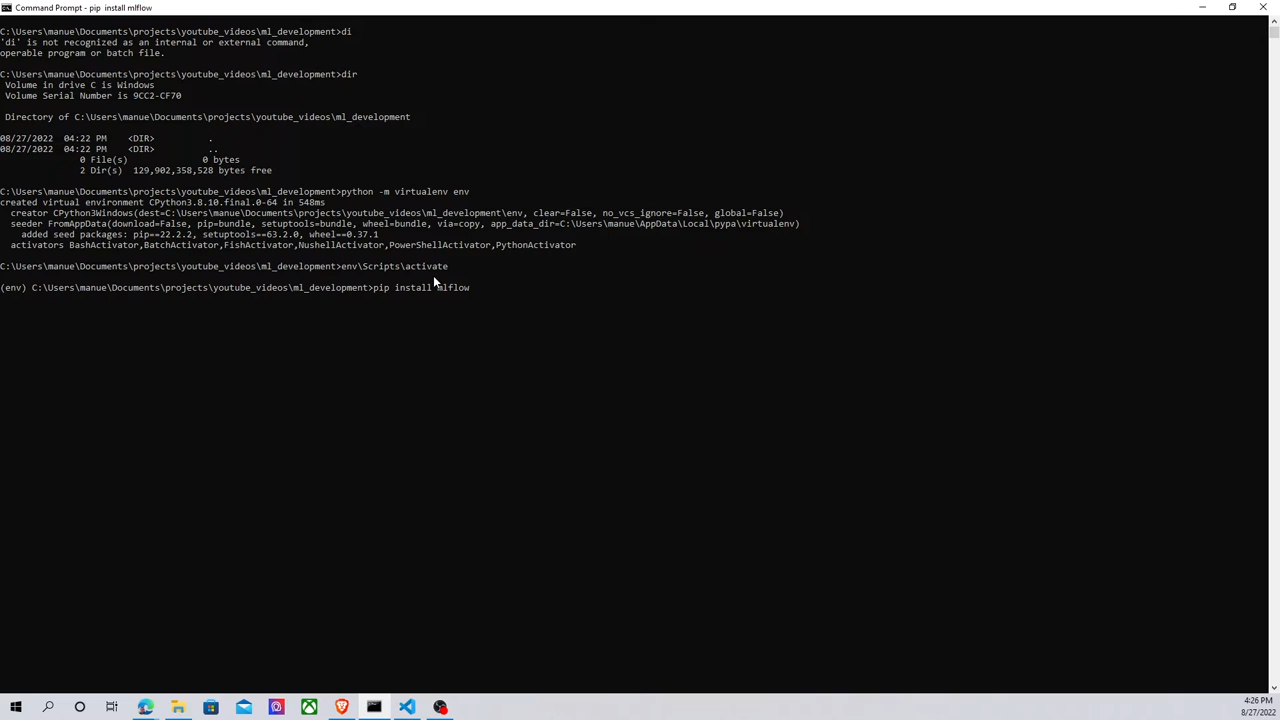 Command Prompt - pip install mlflow
C:\Users\manue\Documents\projects\youtube_videos\ml_development>di
'di' is not recognized as an internal or external command,
operable program or batch file.
C:\Users\manue\Documents\projects\youtube_videos\ml_development>dir
Volume in drive C is Windows
Volume Serial Number is 9CC2-CF70
Directory of C:\Users\manue\Documents\projects\youtube_videos\ml_development
08/27/2022  04:22 PM    <DIR>          .
08/27/2022  04:22 PM    <DIR>          ..
0 File(s)              0 bytes
2 Dir(s)  129,902,358,528 bytes free
C:\Users\manue\Documents\projects\youtube_videos\ml_development>python -m virtualenv env
created virtual environment CPython3.8.10.final.0-64 in 548ms
creator CPython3Windows(dest=C:\Users\manue\Documents\projects\youtube_videos\ml_development\env, clear=False, no_vcs_ignore=False, global=False)
seeder FromAppData(download=False, pip=bundle, setuptools=bundle, wheel=bundle, via=copy, app_data_dir=C:\Users\manue\AppData\Local\pypa\virtualenv)
added seed packages: pip==22.2.2, setuptools==63.2.0, wheel==0.37.1
activators BashActivator,BatchActivator,FishActivator,NushellActivator,PowerShellActivator,PythonActivator
C:\Users\manue\Documents\projects\youtube_videos\ml_development>env\Scripts\activate
(env) C:\Users\manue\Documents\projects\youtube_videos\ml_development>pip install mlflow
4:26 PM
8/27/2022